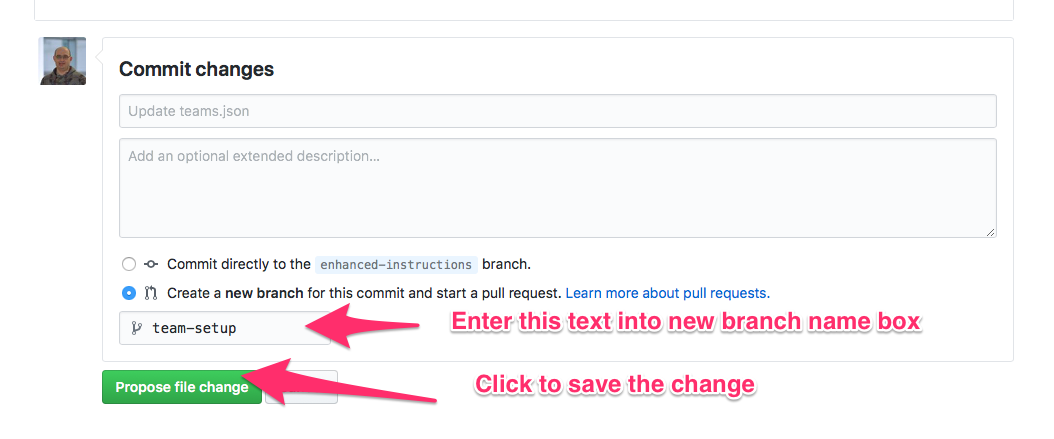 Commit changes
Update teams.json
Add an optional extended description...
Commit directly to the enhanced-instructions branch.
Create a new branch for this commit and start a pull request. Learn more about pull requests.
team-setup
Enter this text into new branch name box
Propose file change
Click to save the change